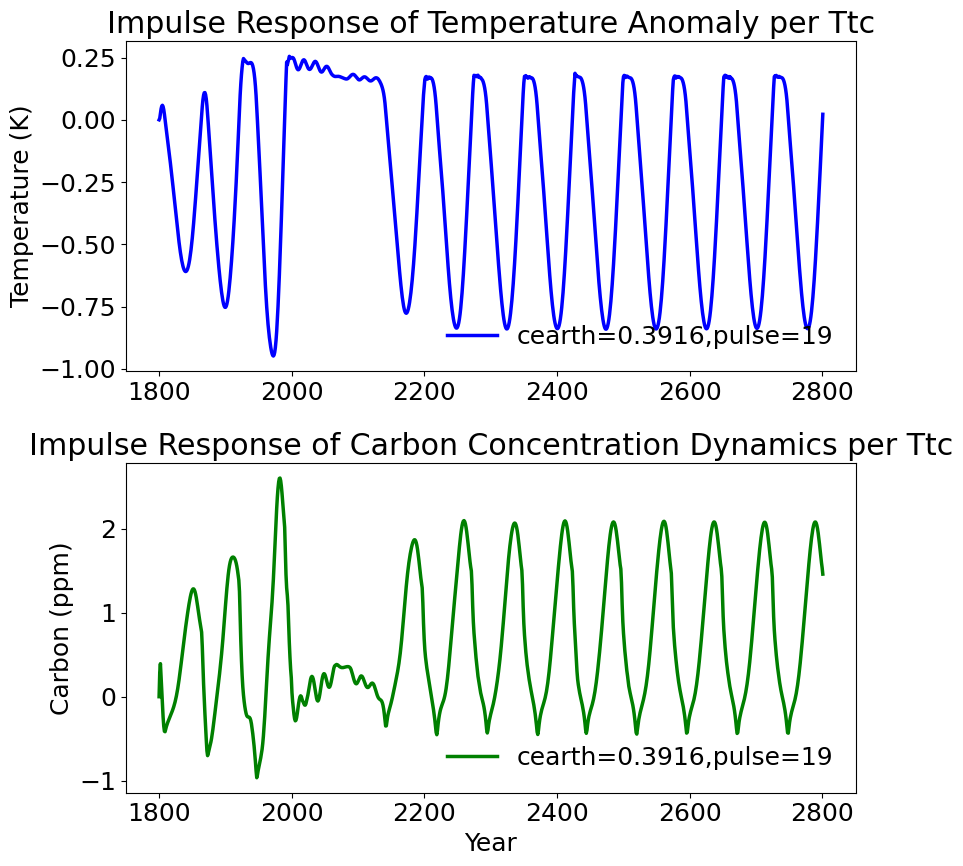 Impulse Response of Temperature Anomaly per Ttc
Temperature (K)
0.25
0.00
−0.25
−0.50
−0.75
−1.00
cearth=0.3916,pulse=19
1800 2000 2200 2400 2600 2800
Impulse Response of Carbon Concentration Dynamics per Ttc
Carbon (ppm)
2
1
0
−1
cearth=0.3916,pulse=19
1800 2000 2200 2400 2600 2800
Year